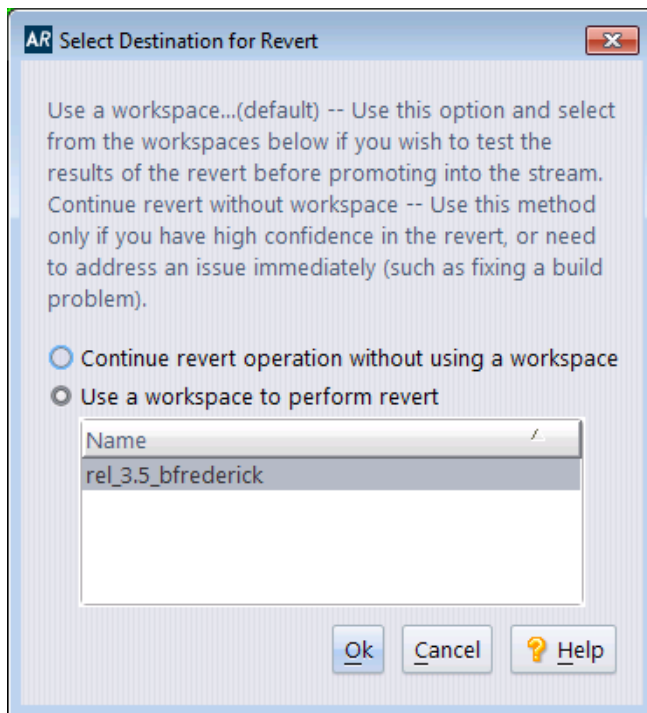 AR Select Destination for Revert
Use a workspace...(default) -- Use this option and select
from the workspaces below if you wish to test the
results of the revert before promoting into the stream.
Continue revert without workspace -- Use this method
only if you have high confidence in the revert, or need
to address an issue immediately (such as fixing a build
problem).
Continue revert operation without using a workspace
Use a workspace to perform revert
Name
rel_3.5_bfrederick
Ok Cancel ? Help